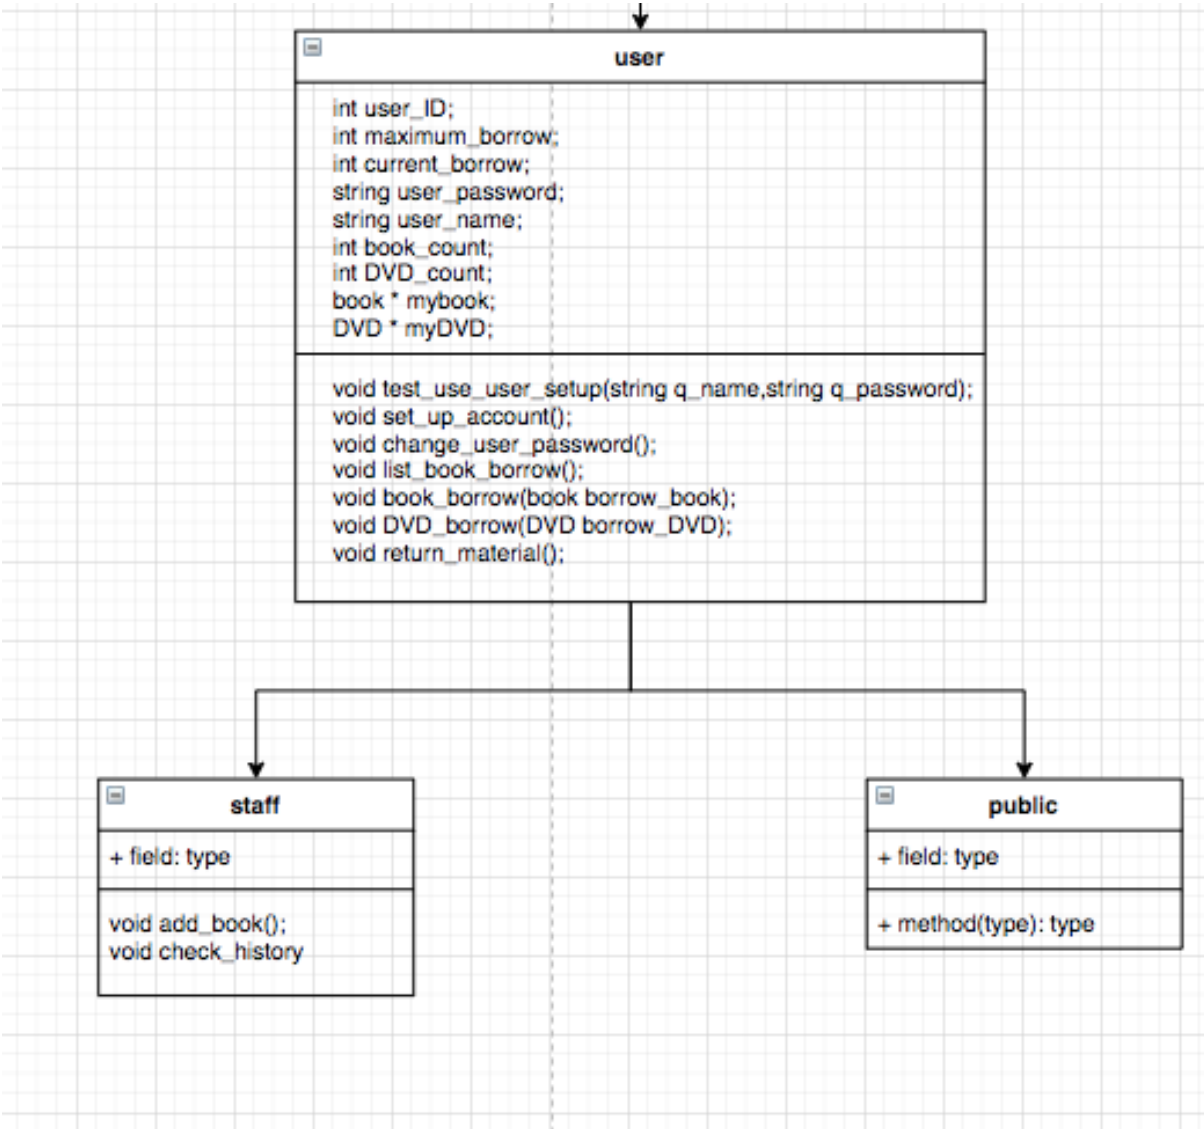 user
int user_ID;
int maximum_borrow;
int current_borrow;
string user_password;
string user_name;
int book_count;
int DVD_count;
book * mybook;
DVD * myDVD;
void test_use_user_setup(string q_name,string q_password);
void set_up_account();
void change_user_password();
void list_book_borrow();
void book_borrow(book borrow_book);
void DVD_borrow(DVD borrow_DVD);
void return_material();
staff
+ field: type
void add_book();
void check_history
public
+ field: type
+ method(type): type